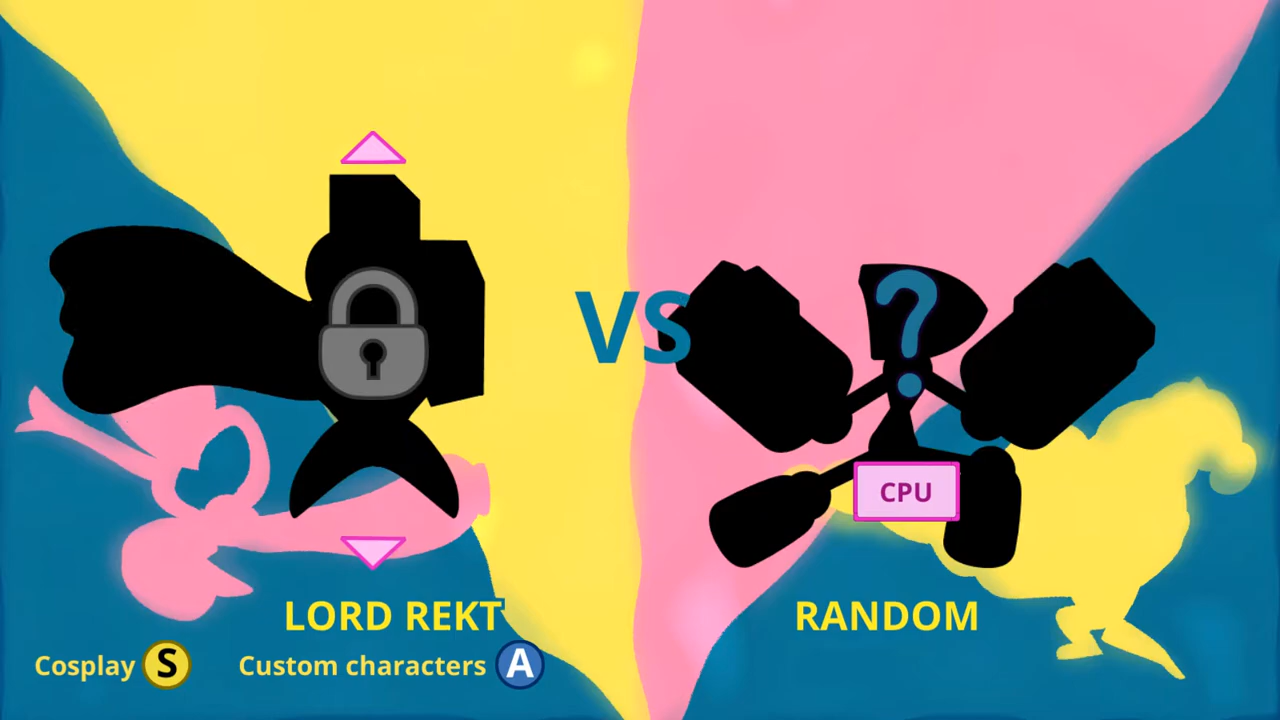 VS
?
CPU
LORD REKT
RANDOM
Cosplay S
Custom characters A